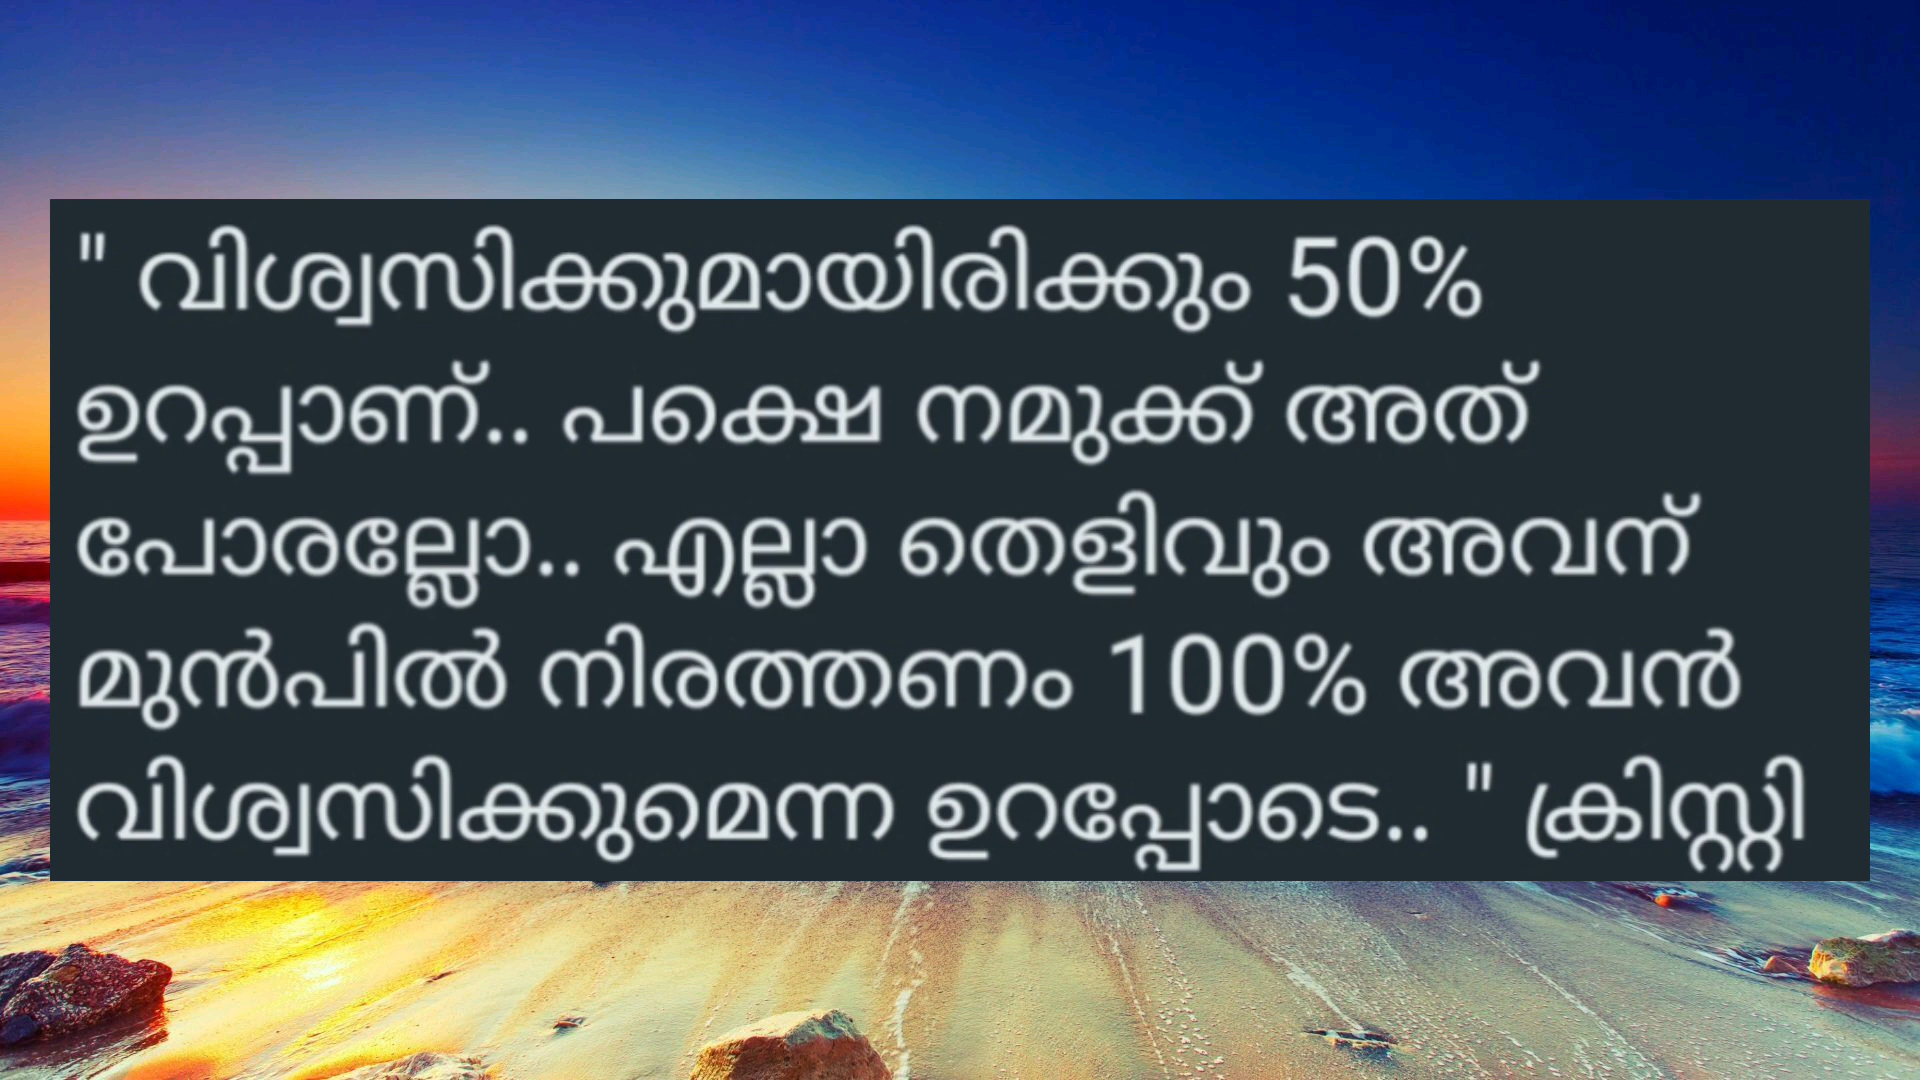 " വിശ്വസിക്കുമായിരിക്കും 50%
ഉറപ്പാണ്.. പക്ഷെ നമുക്ക് അത്
പോരല്ലോ.. എല്ലാ തെളിവും അവന്
മുൻപിൽ നിരത്തണം 100% അവൻ
വിശ്വസിക്കുമെന്ന ഉറപ്പോടെ.. " ക്രിസ്റ്റി